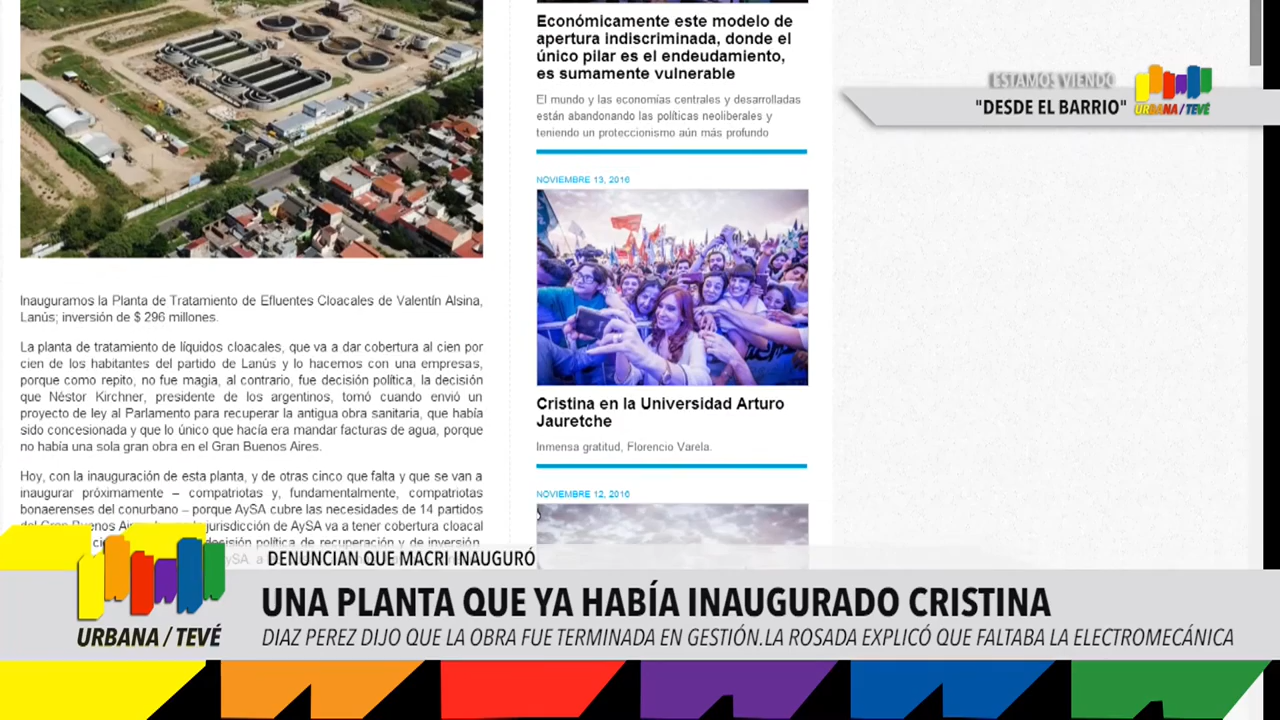 Inauguramos la Planta de Tratamiento de Efluentes Cloacales de Valentín Alsina,
Lanús; inversión de $ 296 millones.
La planta de tratamiento de líquidos cloacales, que va a dar cobertura al cien por
cien de los habitantes del partido de Lanús y lo hacemos con una empresas,
porque como repito, no fue magia, al contrario, fue decisión política, la decisión
que Néstor Kirchner, presidente de los argentinos, tomó cuando envió un
proyecto de ley al Parlamento para recuperar la antigua obra sanitaria, que había
sido concesionada y que lo único que hacía era mandar facturas de agua, porque
no había una sola gran obra en el Gran Buenos Aires.
Hoy, con la inauguración de esta planta, y de otras cinco que falta y que se van a
inaugurar próximamente – compatriotas y, fundamentalmente, compatriotas
bonaerenses del conurbano – porque AySA cubre las necesidades de 14 partidos
del Gran Buenos Aires jurisdicción de AySA va a tener cobertura cloacal
decisión política de recuperación y de inversión,
Económicamente este modelo de
apertura indiscriminada, donde el
único pilar es el endeudamiento,
es sumamente vulnerable
El mundo y las economías centrales y desarrolladas
están abandonando las políticas neoliberales y
teniendo un proteccionismo aún más profundo
NOVIEMBRE 13, 2016
Cristina en la Universidad Arturo
Jauretche
Inmensa gratitud, Florencio Varela.
NOVIEMBRE 12, 2016
ESTAMOS VIENDO
"DESDE EL BARRIO"
URBANA / TEVÉ
DENUNCIAN QUE MACRI INAUGURÓ
UNA PLANTA QUE YA HABÍA INAUGURADO CRISTINA
DIAZ PEREZ DIJO QUE LA OBRA FUE TERMINADA EN GESTIÓN.LA ROSADA EXPLICÓ QUE FALTABA LA ELECTROMECÁNICA
URBANA / TEVÉ